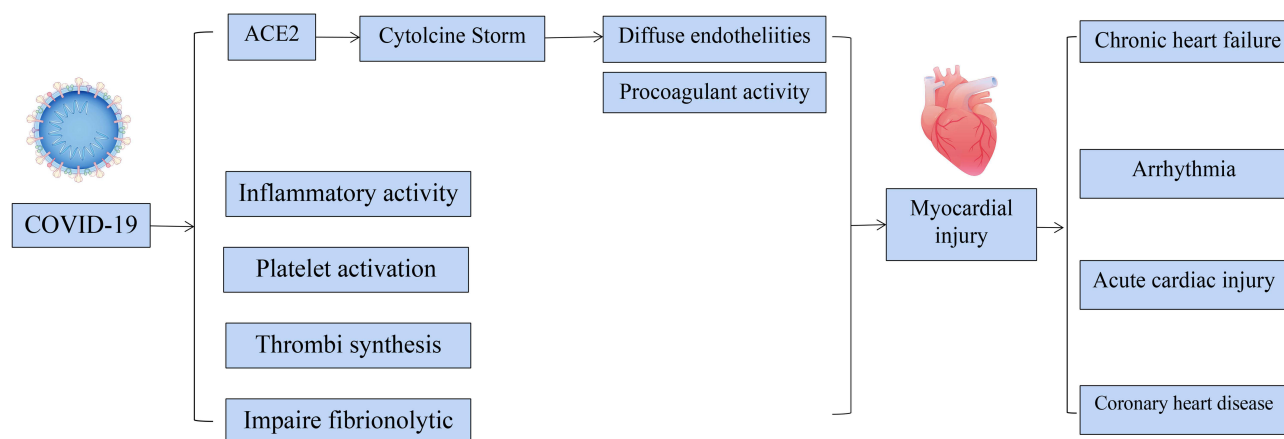 ACE2
Cytolcine Storm
Diffuse endotheliities
Procoagulant activity
COVID-19
Inflammatory activity
Platelet activation
Thrombi synthesis
Impaire fibrionolytic
Myocardial
injury
Chronic heart failure
Arrhythmia
Acute cardiac injury
Coronary heart disease